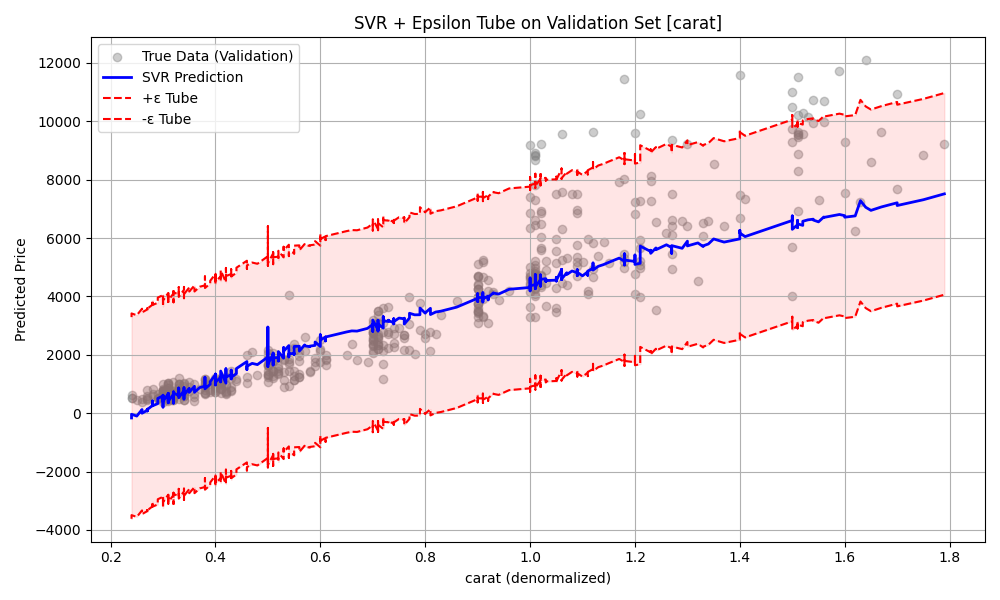 SVR + Epsilon Tube on Validation Set [carat]
True Data (Validation)
SVR Prediction
+ε Tube
-ε Tube
Predicted Price
12000
10000
8000
6000
4000
2000
0
−2000
−4000
0.2 0.4 0.6 0.8 1.0 1.2 1.4 1.6 1.8
carat (denormalized)